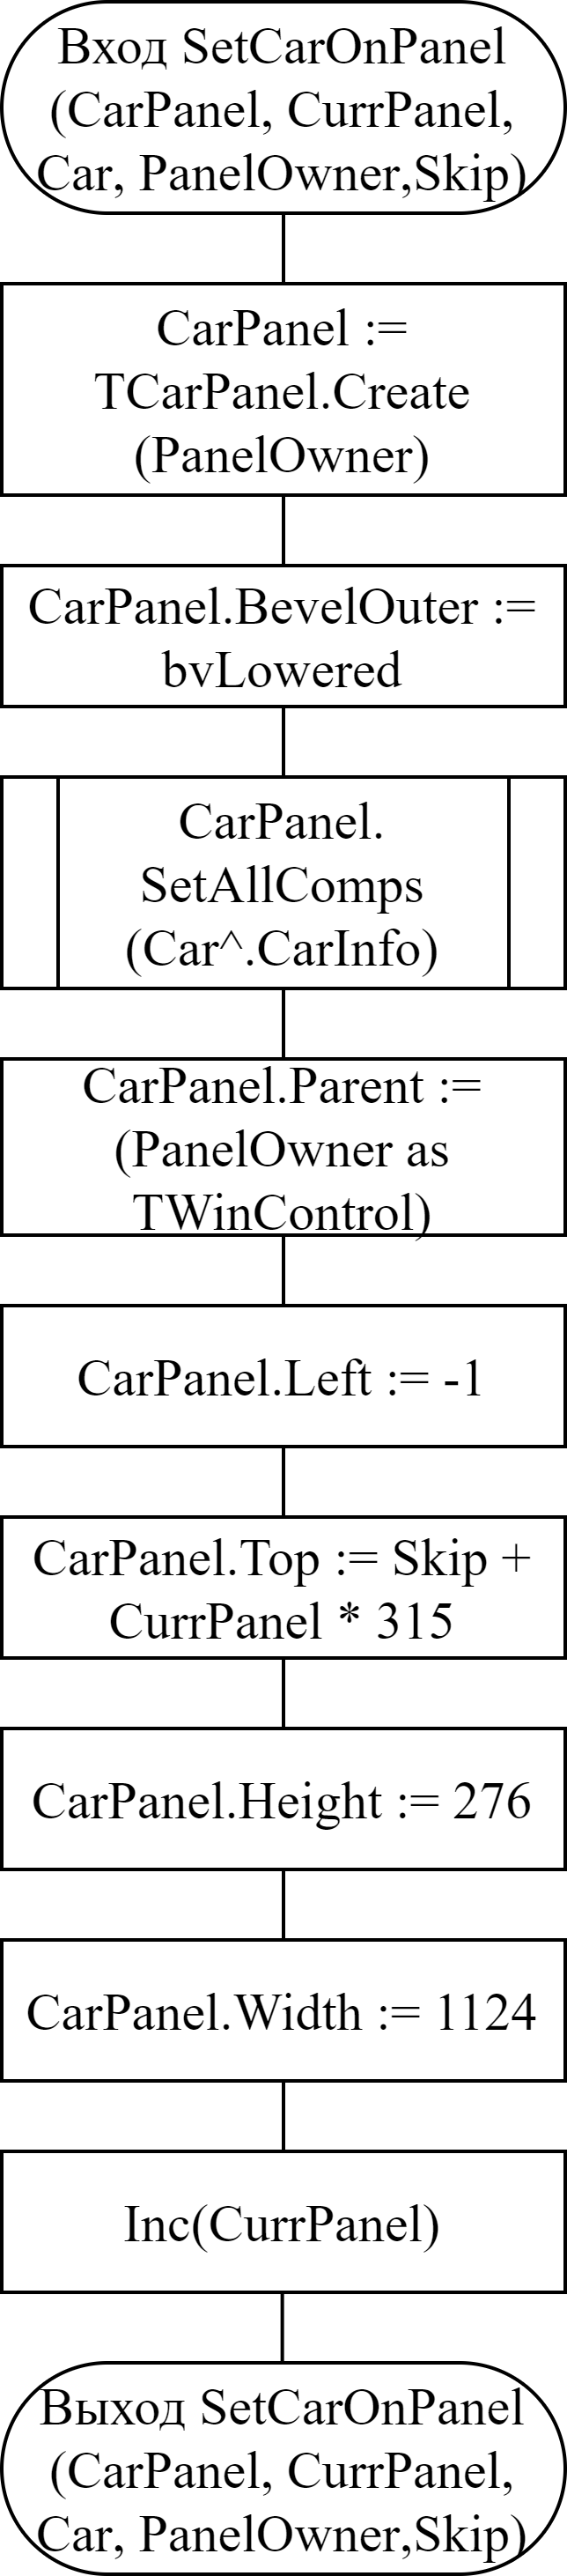 Вход SetCarOnPanel
(CarPanel, CurrPanel,
Car, PanelOwner,Skip)
CarPanel :=
TCarPanel.Create
(PanelOwner)
CarPanel.BevelOuter :=
bvLowered
CarPanel.
SetAllComps
(Car^.CarInfo)
CarPanel.Parent :=
(PanelOwner as
TWinControl)
CarPanel.Left := -1
CarPanel.Top := Skip +
CurrPanel * 315
CarPanel.Height := 276
CarPanel.Width := 1124
Inc(CurrPanel)
Выход SetCarOnPanel
(CarPanel, CurrPanel,
Car, PanelOwner,Skip)